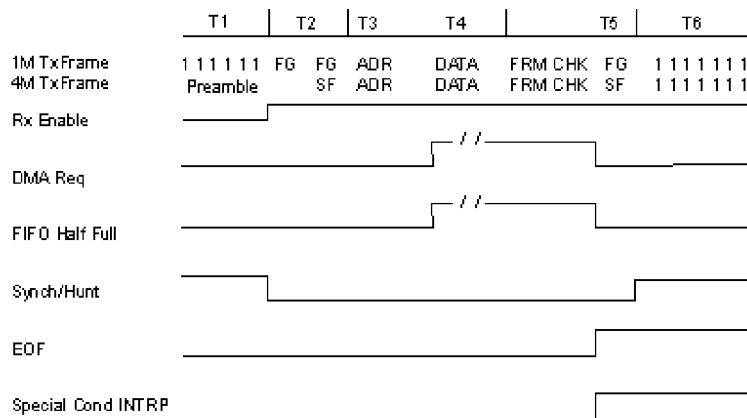 T1 T2 T3 T4 T5 T6
1M TxFrame 1 1 1 1 1 1 FG FG ADR DATA FRM CHK FG 1 1 1 1 1 1 1
4M TxFrame Preamble SF ADR DATA FRM CHK SF 1 1 1 1 1 1 1
Rx Enable
DMA Req
FIFO Half Full
Synch/Hunt
EOF
Special Cond INTRP